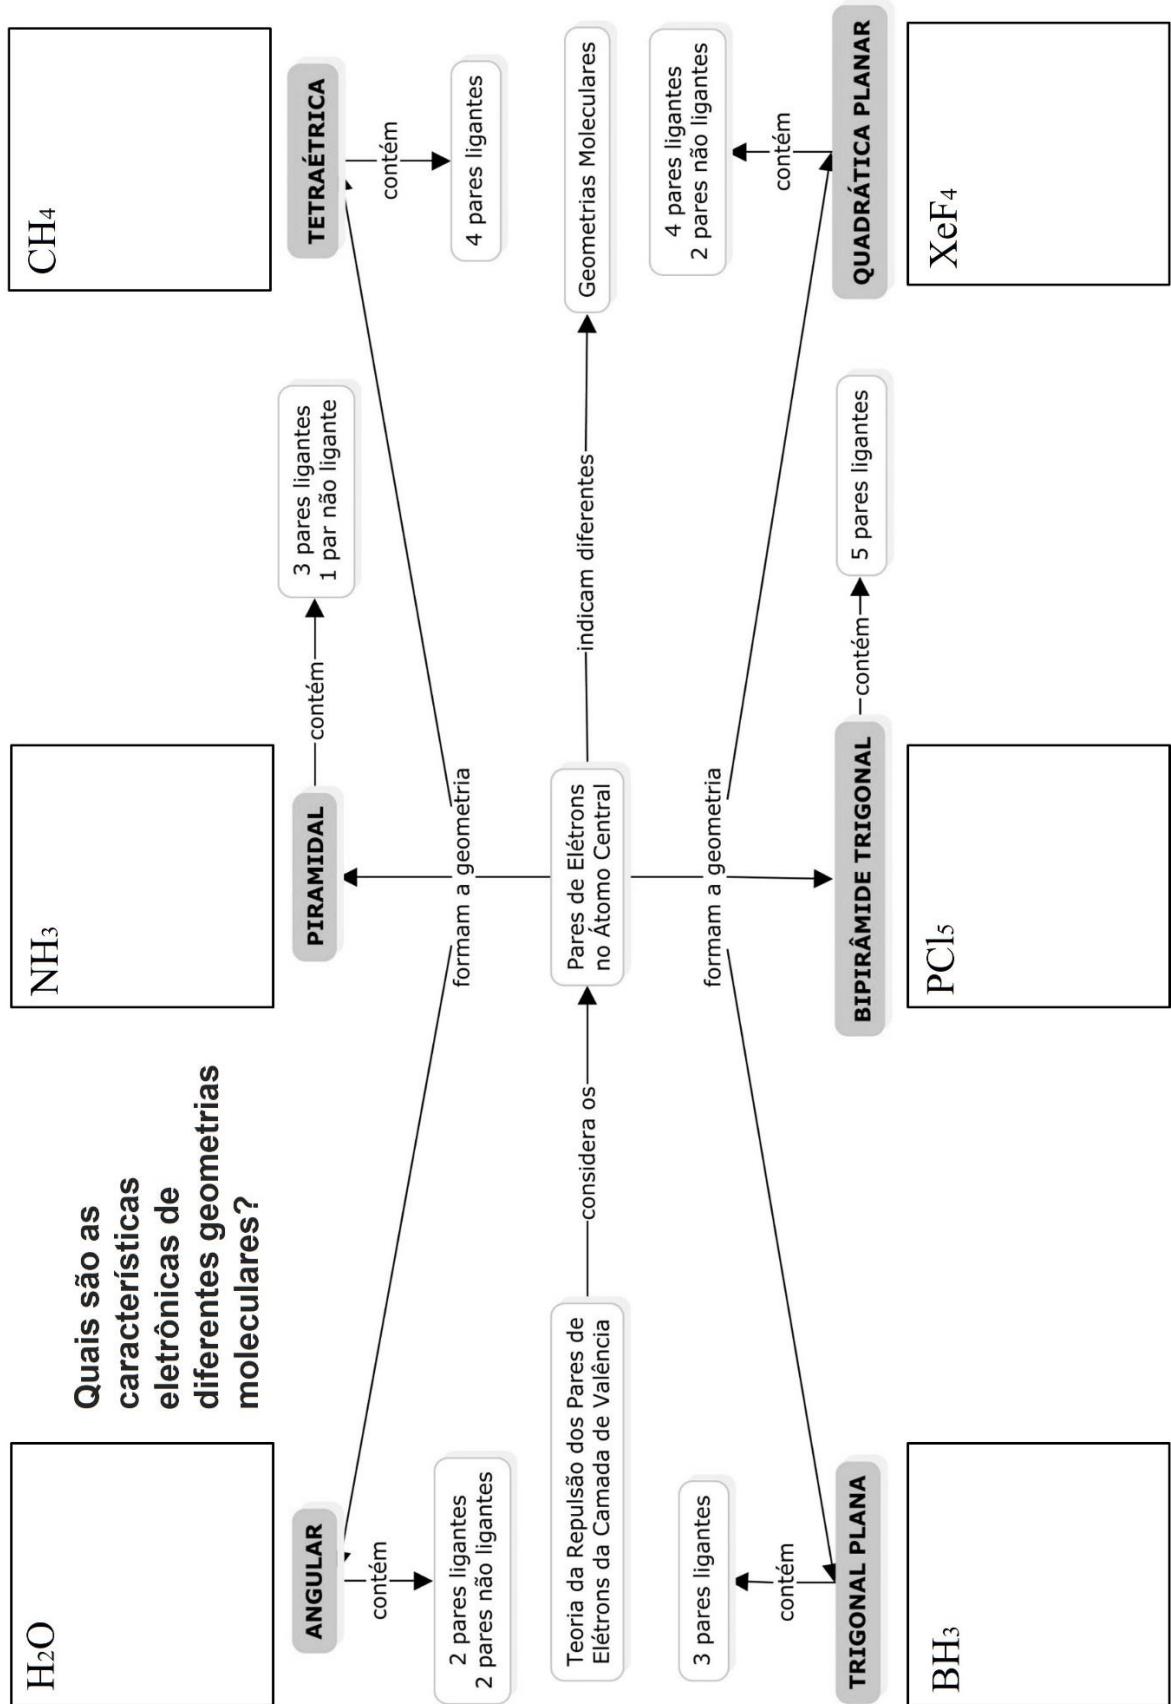 H2O
NH3
CH4
Quais são as
características
eletrônicas de
diferentes geometrias
moleculares?
ANGULAR
contém
2 pares ligantes
2 pares não ligantes
PIRAMIDAL
contém
3 pares ligantes
1 par não ligante
TETRAÉTRICA
contém
4 pares ligantes
formam a geometria
Teoria da Repulsão dos Pares de
Elétrons da Camada de Valência
considera os
Pares de Elétrons
no Átomo Central
indicam diferentes
Geometrias Moleculares
formam a geometria
3 pares ligantes
contém
TRIGONAL PLANA
BIPIRÂMIDE TRIGONAL
contém
5 pares ligantes
4 pares ligantes
2 pares não ligantes
contém
QUADRÁTICA PLANAR
BH3
PCl5
XeF4